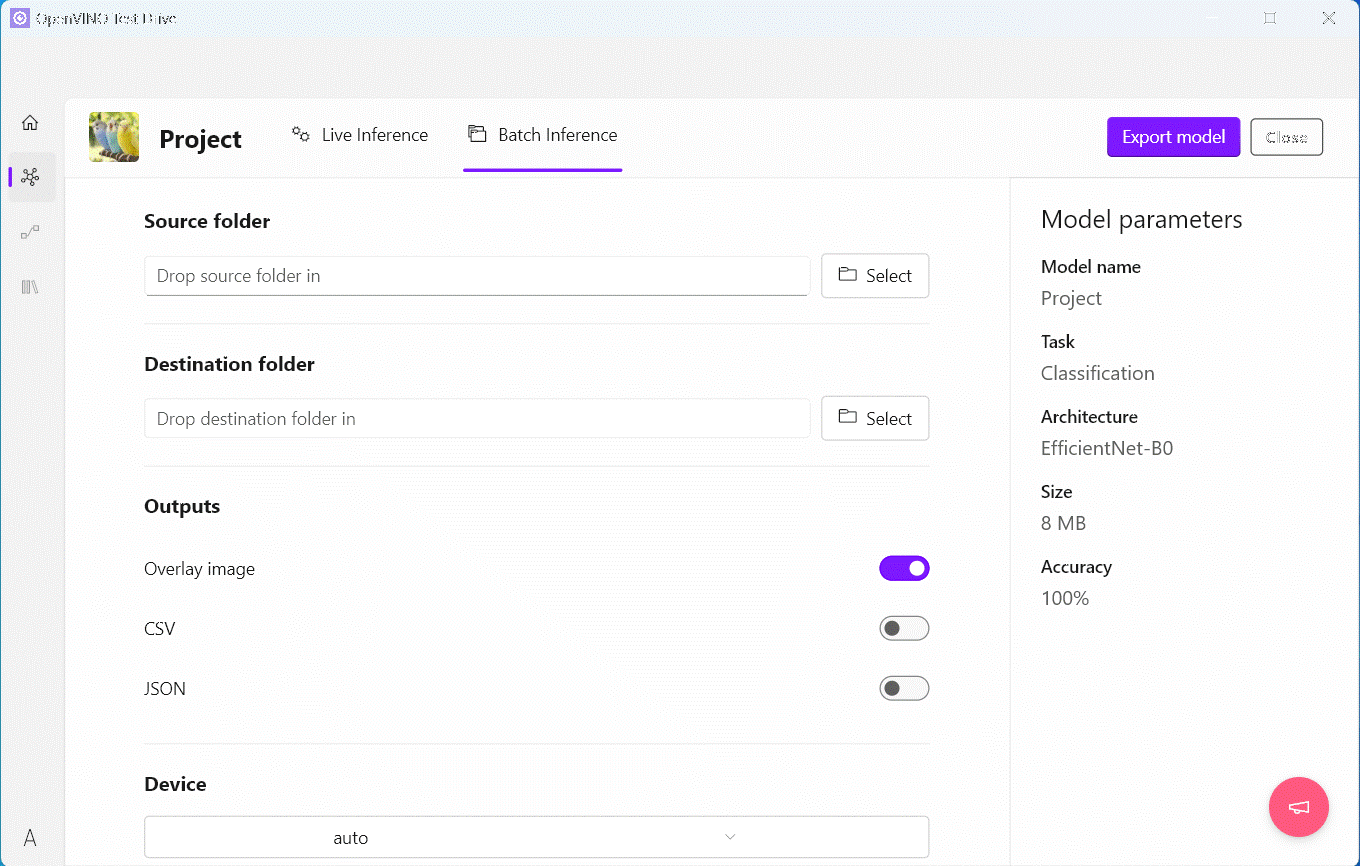 OpenVINO Test Drive
Project
Live Inference
Batch Inference
Export model
Close
Source folder
Drop source folder in
Select
Destination folder
Drop destination folder in
Select
Outputs
Overlay image
CSV
JSON
Device
auto
Model parameters
Model name
Project
Task
Classification
Architecture
EfficientNet-B0
Size
8 MB
Accuracy
100%
A